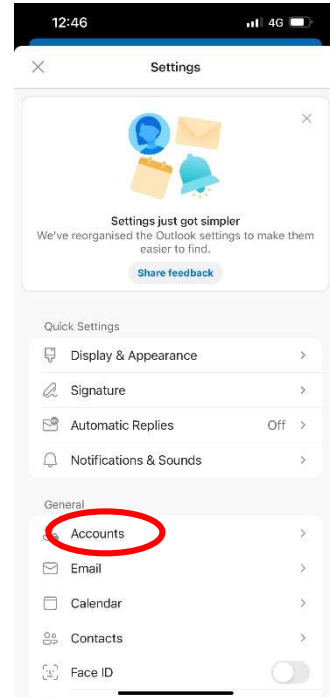 12:46
4G
Settings
Settings just got simpler
We've reorganised the Outlook settings to make them
easier to find.
Share feedback
Quick Settings
Display & Appearance
Signature
Automatic Replies Off
Notifications & Sounds
General
Accounts
Email
Calendar
Contacts
Face ID